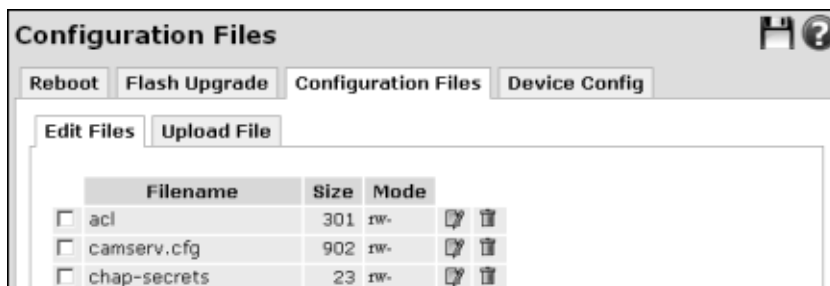 Configuration Files
Reboot Flash Upgrade Configuration Files Device Config
Edit Files Upload File
Filename Size Mode
acl 301 rw-
camserv.cfg 902 rw-
chap-secrets 23 rw-